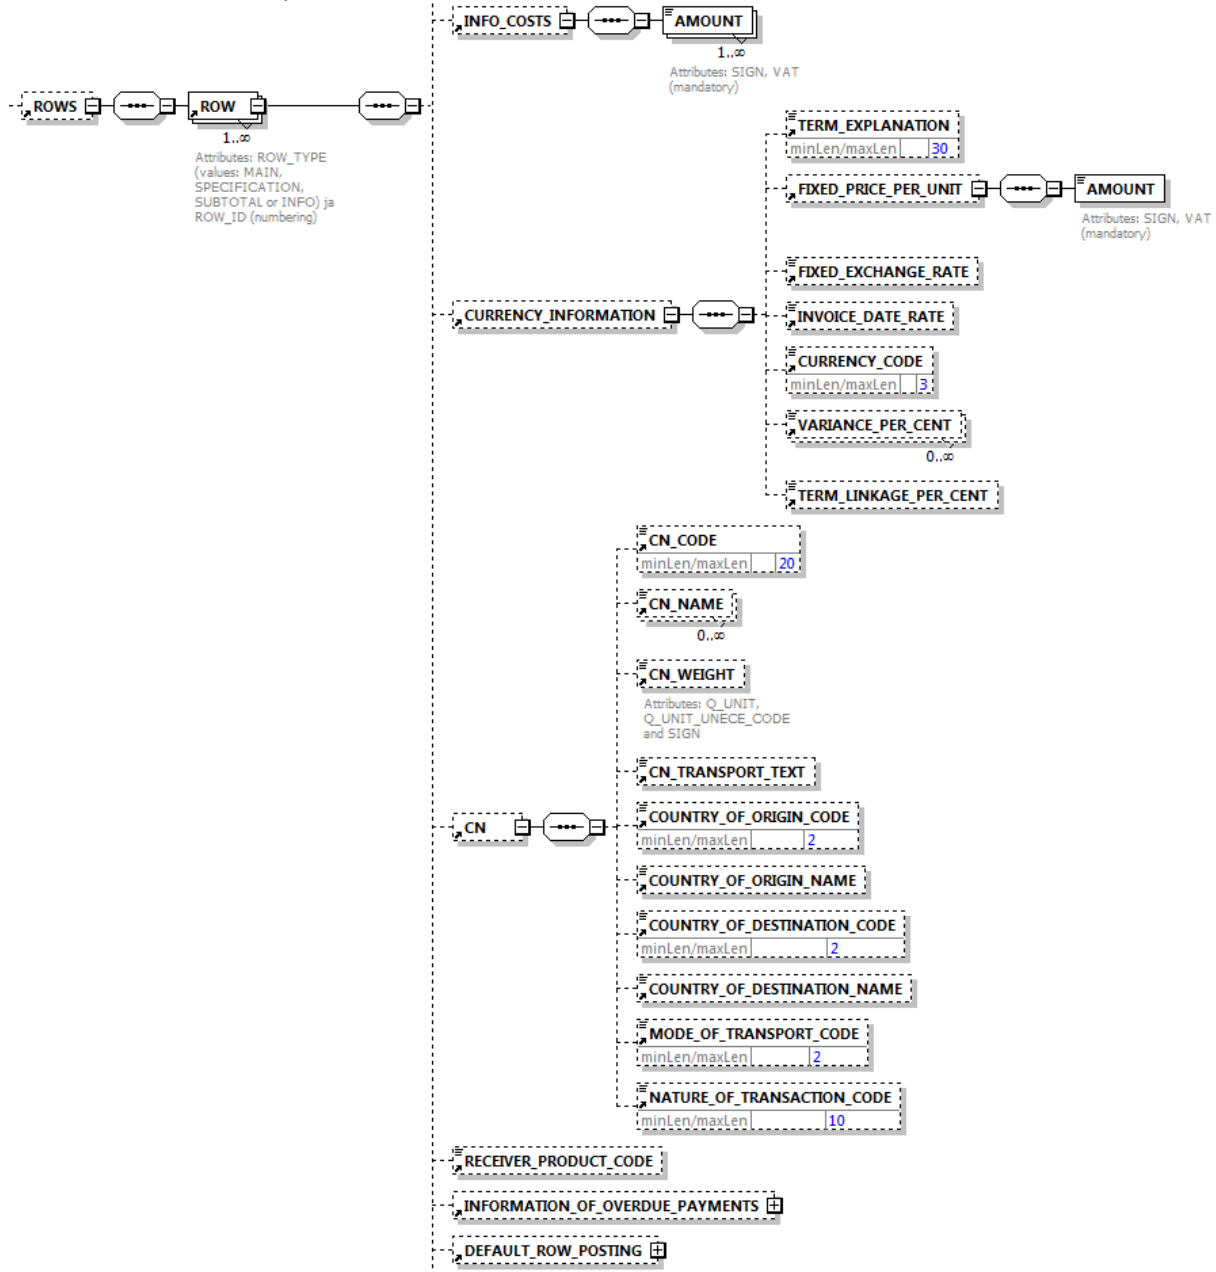 INFO_COSTS
AMOUNT
1..∞
Attributes: SIGN, VAT
(mandatory)
ROWS
ROW
1..∞
Attributes: ROW_TYPE
(values: MAIN,
SPECIFICATION,
SUBTOTAL or INFO) ja
ROW_ID (numbering)
CURRENCY_INFORMATION
TERM_EXPLANATION
minLen/maxLen 30
FIXED_PRICE_PER_UNIT
AMOUNT
Attributes: SIGN, VAT
(mandatory)
FIXED_EXCHANGE_RATE
INVOICE_DATE_RATE
CURRENCY_CODE
minLen/maxLen 3
VARIANCE_PER_CENT
0..∞
TERM_LINKAGE_PER_CENT
CN
CN_CODE
minLen/maxLen 20
CN_NAME
0..∞
CN_WEIGHT
Attributes: Q_UNIT,
Q_UNIT_UNECE_CODE
and SIGN
CN_TRANSPORT_TEXT
COUNTRY_OF_ORIGIN_CODE
minLen/maxLen 2
COUNTRY_OF_ORIGIN_NAME
COUNTRY_OF_DESTINATION_CODE
minLen/maxLen 2
COUNTRY_OF_DESTINATION_NAME
MODE_OF_TRANSPORT_CODE
minLen/maxLen 2
NATURE_OF_TRANSACTION_CODE
minLen/maxLen 10
RECEIVER_PRODUCT_CODE
INFORMATION_OF_OVERDUE_PAYMENTS
DEFAULT_ROW_POSTING